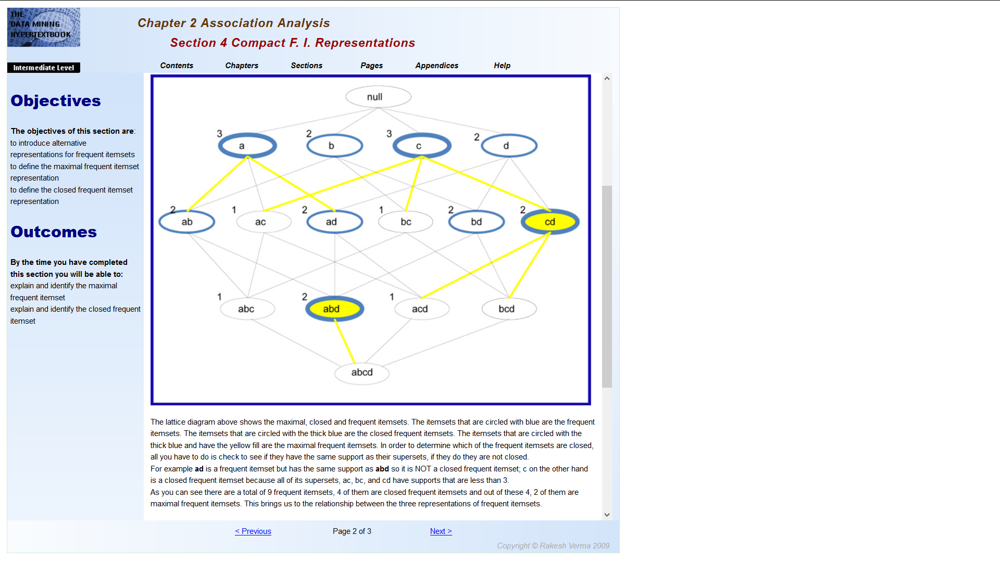 THE
DATA MINING
HYPERTEXTBOOK
Chapter 2 Association Analysis
Section 4 Compact F. I. Representations
Intermediate Level
Contents Chapters Sections Pages Appendices Help
Objectives
The objectives of this section are:
to introduce alternative
representations for frequent itemsets
to define the maximal frequent itemset
representation
to define the closed frequent itemset
representation
Outcomes
By the time you have completed
this section you will be able to:
explain and identify the maximal
frequent itemset
explain and identify the closed frequent
itemset
null
3 2 3 2
a b c d
2 1 2 1 2 2
ab ac ad bc bd cd
1 2 1
abc abd acd bcd
abcd
The lattice diagram above shows the maximal, closed and frequent itemsets. The itemsets that are circled with blue are the frequent
itemsets. The itemsets that are circled with the thick blue are the closed frequent itemsets. The itemsets that are circled with the
thick blue and have the yellow fill are the maximal frequent itemsets. In order to determine which of the frequent itemsets are closed,
all you have to do is check to see if they have the same support as their supersets, if they do they are not closed.
For example ad is a frequent itemset but has the same support as abd so it is NOT a closed frequent itemset; c on the other hand
is a closed frequent itemset because all of its supersets, ac, bc, and cd have supports that are less than 3.
As you can see there are a total of 9 frequent itemsets, 4 of them are closed frequent itemsets and out of these 4, 2 of them are
maximal frequent itemsets. This brings us to the relationship between the three representations of frequent itemsets.
< Previous Page 2 of 3 Next >
Copyright © Rakesh Verma 2009